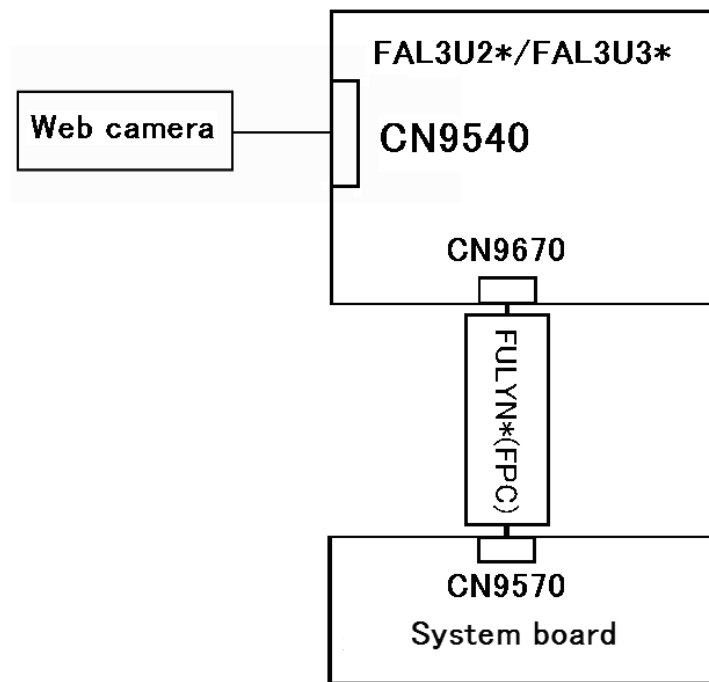 FAL3U2*/FAL3U3*
Web camera
CN9540
CN9670
FULYN*(FPC)
CN9570
System board